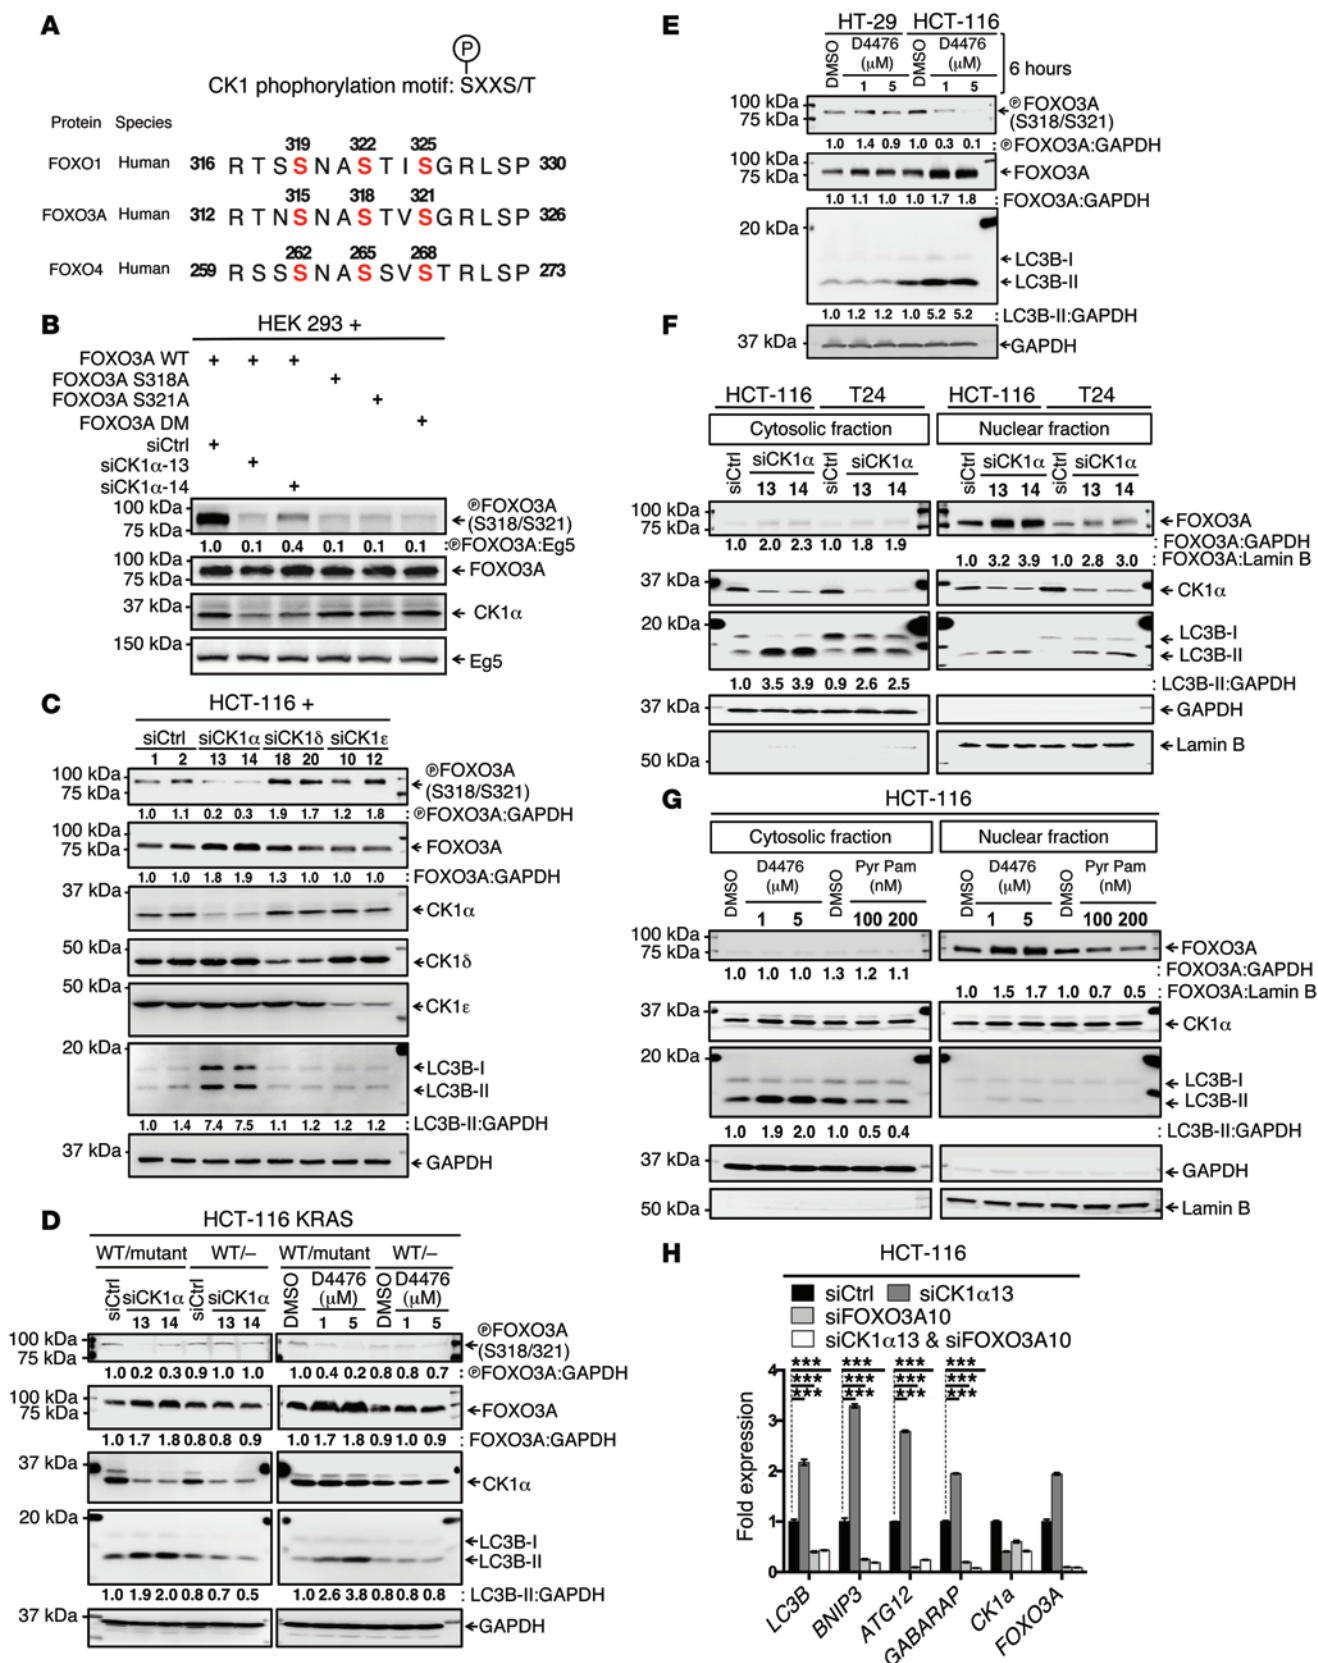 A
P
CK1 phophorylation motif: SXXS/T
Protein Species
319 322 325
FOXO1 Human 316 R T S S N A S T I S G R L S P 330
315 318 321
FOXO3A Human 312 R T N S N A S T V S G R L S P 326
262 265 268
FOXO4 Human 259 R S S S N A S S V S T R L S P 273
B
HEK 293 +
FOXO3A WT + + +
FOXO3A S318A +
FOXO3A S321A +
FOXO3A DM +
siCtrl +
siCK1α-13 +
siCK1α-14 +
100 kDa
75 kDa
℗FOXO3A
(S318/S321)
1.0 0.1 0.4 0.1 0.1 0.1 :℗FOXO3A:Eg5
100 kDa
75 kDa
FOXO3A
37 kDa
CK1α
150 kDa
Eg5
C
HCT-116 +
siCtrl siCK1α siCK1δ siCK1ε
1 2 13 14 18 20 10 12
100 kDa
75 kDa
℗FOXO3A
(S318/S321)
1.0 1.1 0.2 0.3 1.9 1.7 1.2 1.8 : ℗FOXO3A:GAPDH
100 kDa
75 kDa
FOXO3A
1.0 1.0 1.8 1.9 1.3 1.0 1.0 1.0 : FOXO3A:GAPDH
37 kDa
CK1α
50 kDa
CK1δ
50 kDa
CK1ε
20 kDa
LC3B-I
LC3B-II
1.0 1.4 7.4 7.5 1.1 1.2 1.2 1.2 :LC3B-II:GAPDH
37 kDa
GAPDH
D
HCT-116 KRAS
WT/mutant WT/– WT/mutant WT/–
siCtrl siCK1α siCtrl siCK1α DMSO D4476 (μM) DMSO D4476 (μM)
13 14 13 14 1 5 1 5
100 kDa
75 kDa
℗FOXO3A
(S318/321)
1.0 0.2 0.3 0.9 1.0 1.0 1.0 0.4 0.2 0.8 0.8 0.7 :℗FOXO3A:GAPDH
100 kDa
75 kDa
FOXO3A
1.0 1.7 1.8 0.8 0.8 0.9 1.0 1.7 1.8 0.9 1.0 0.9 : FOXO3A:GAPDH
37 kDa
CK1α
20 kDa
LC3B-I
LC3B-II
1.0 1.9 2.0 0.8 0.7 0.5 1.0 2.6 3.8 0.8 0.8 0.8 :LC3B-II:GAPDH
37 kDa
GAPDH
E
HT-29 HCT-116
DMSO D4476 (μM) DMSO D4476 (μM)
1 5 1 5
6 hours
100 kDa
75 kDa
℗FOXO3A
(S318/S321)
1.0 1.4 0.9 1.0 0.3 0.1 :℗FOXO3A:GAPDH
100 kDa
75 kDa
FOXO3A
1.0 1.1 1.0 1.0 1.7 1.8 :FOXO3A:GAPDH
20 kDa
LC3B-I
LC3B-II
1.0 1.2 1.2 1.0 5.2 5.2 :LC3B-II:GAPDH
37 kDa
GAPDH
F
HCT-116 T24 HCT-116 T24
Cytosolic fraction Nuclear fraction
siCtrl siCK1α siCtrl siCK1α siCtrl siCK1α siCtrl siCK1α
13 14 13 14 13 14 13 14
100 kDa
75 kDa
FOXO3A
1.0 2.0 2.3 1.0 1.8 1.9 : FOXO3A:GAPDH
1.0 3.2 3.9 1.0 2.8 3.0 : FOXO3A:Lamin B
37 kDa
CK1α
20 kDa
LC3B-I
LC3B-II
1.0 3.5 3.9 0.9 2.6 2.5 : LC3B-II:GAPDH
37 kDa
GAPDH
50 kDa
Lamin B
G
HCT-116
Cytosolic fraction Nuclear fraction
DMSO D4476 (μM) DMSO Pyr Pam (nM) DMSO D4476 (μM) DMSO Pyr Pam (nM)
1 5 100 200 1 5 100 200
100 kDa
75 kDa
FOXO3A
1.0 1.0 1.0 1.3 1.2 1.1 : FOXO3A:GAPDH
1.0 1.5 1.7 1.0 0.7 0.5 : FOXO3A:Lamin B
37 kDa
CK1α
20 kDa
LC3B-I
LC3B-II
1.0 1.9 2.0 1.0 0.5 0.4 : LC3B-II:GAPDH
37 kDa
GAPDH
50 kDa
Lamin B
H
HCT-116
siCtrl siCK1α13
siFOXO3A10
siCK1α13 & siFOXO3A10
*** *** *** ***
*** *** *** ***
*** *** *** ***
Fold expression
4
3
2
1
0
LC3B BNIP3 ATG12 GABARAP CK1a FOXO3A